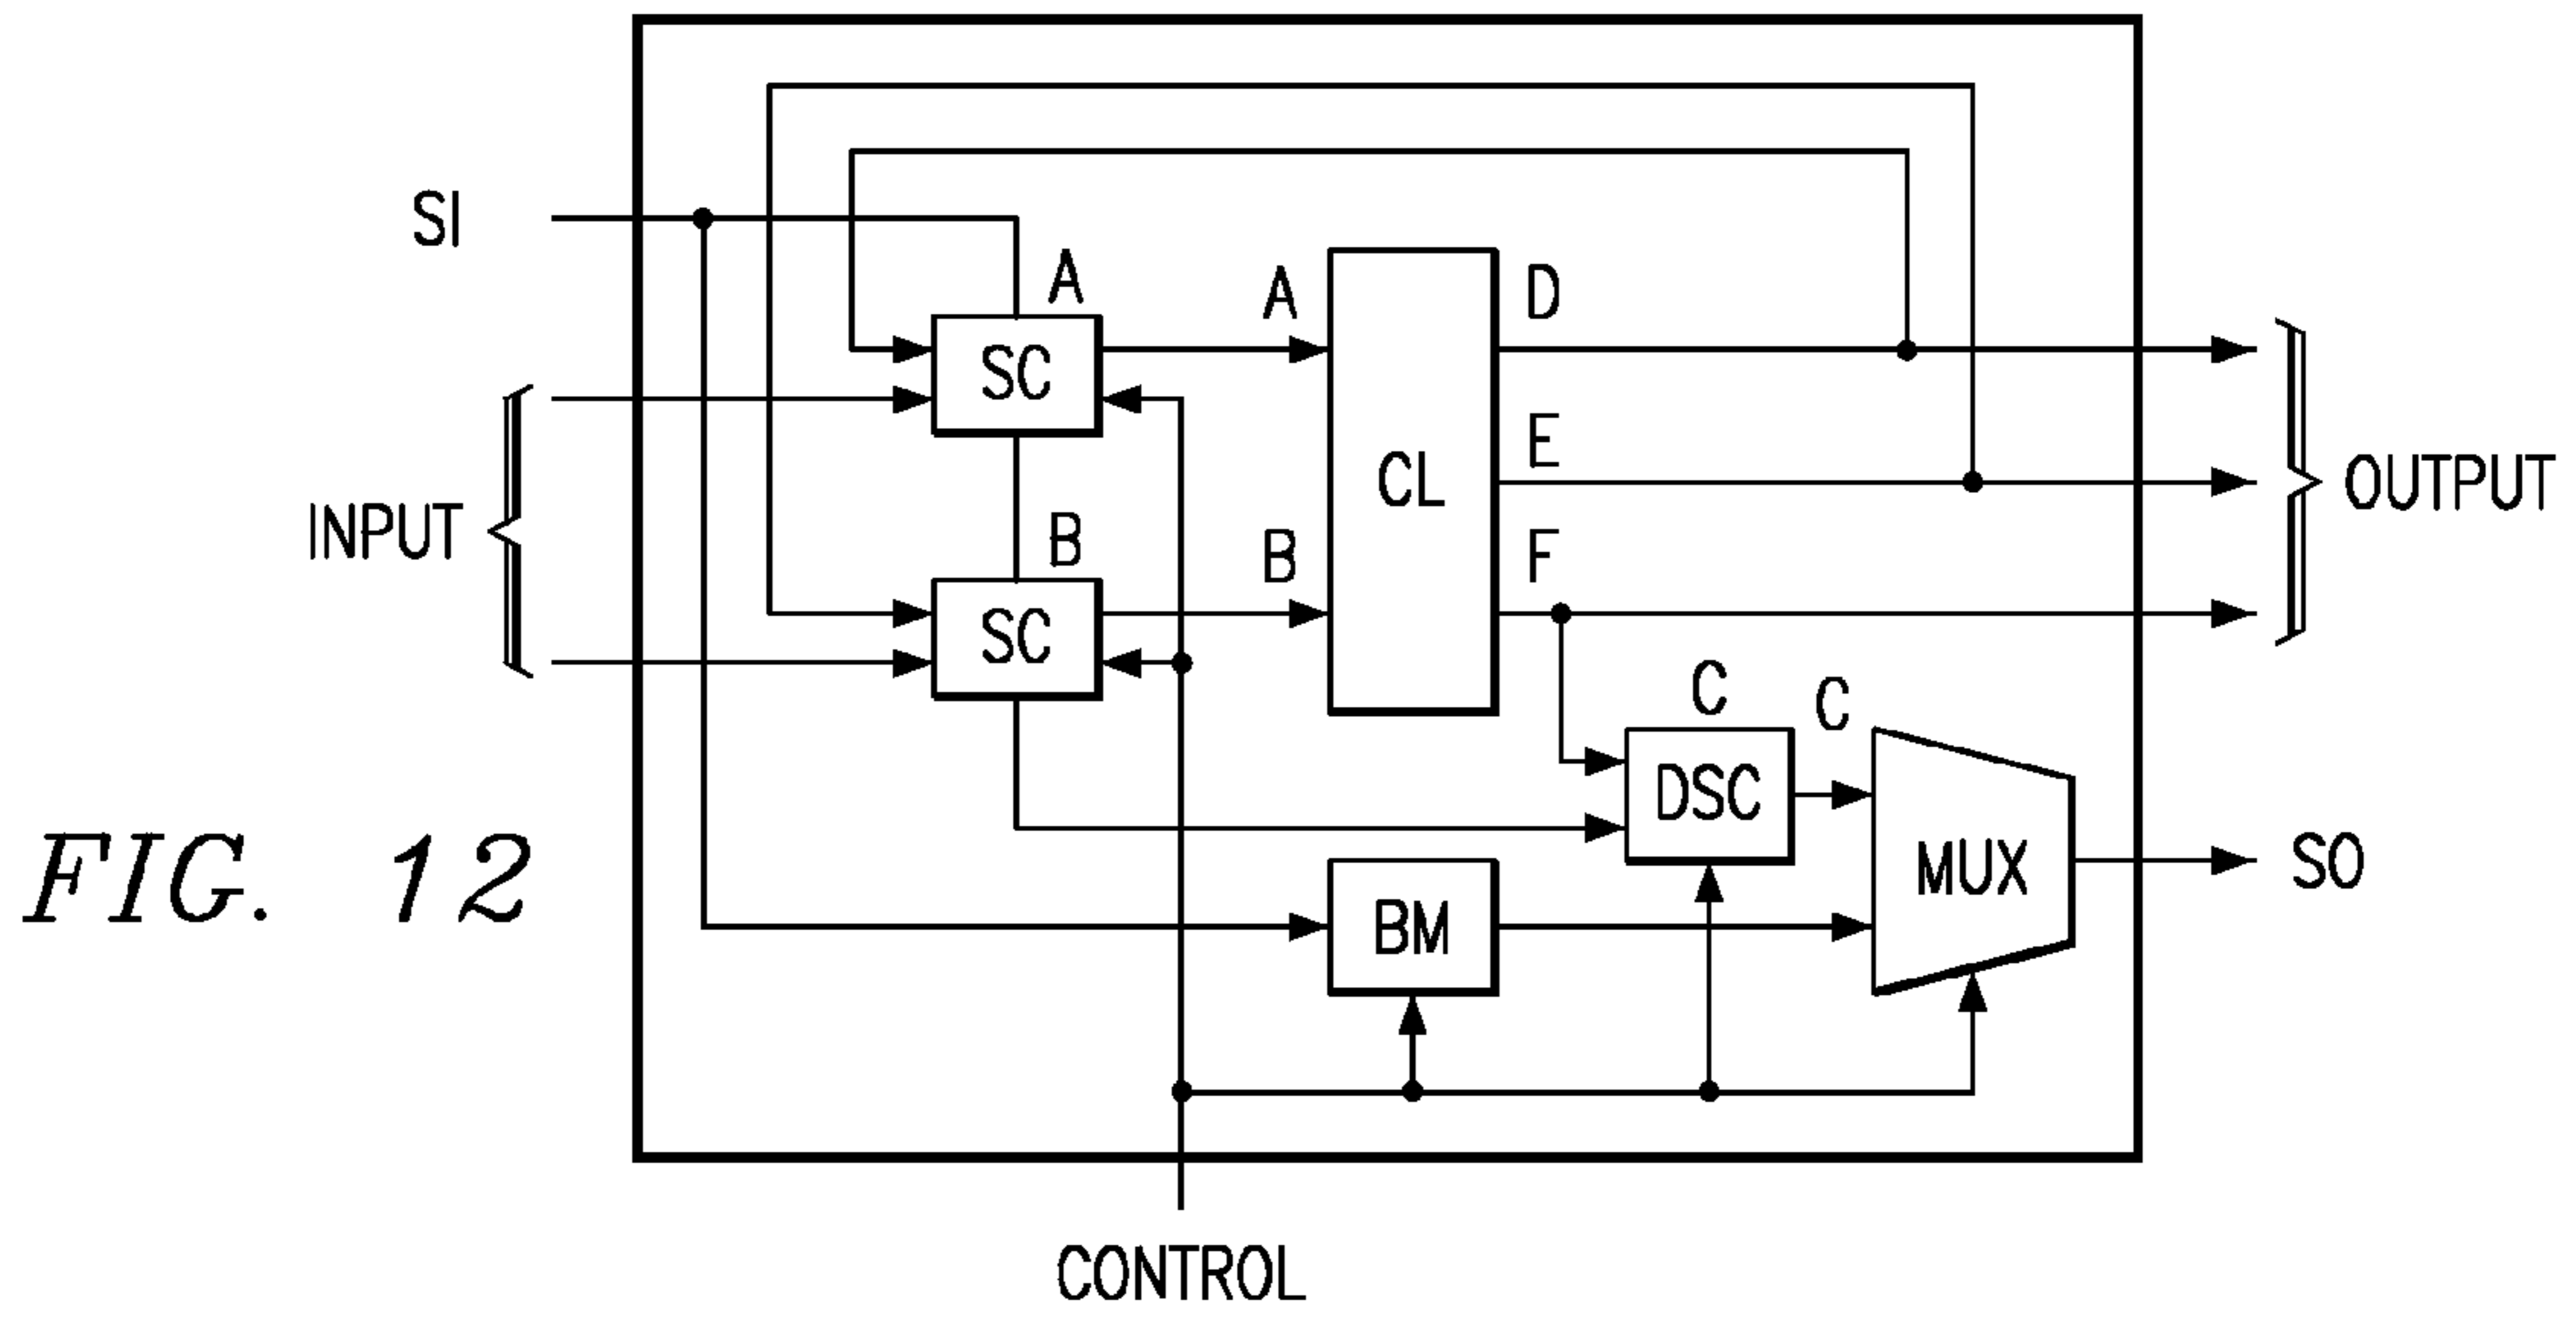 SI
A
A
D
SC
E
CL
INPUT
OUTPUT
B
B
F
SC
C
C
DSC
MUX
SO
BM
FIG. 12
CONTROL